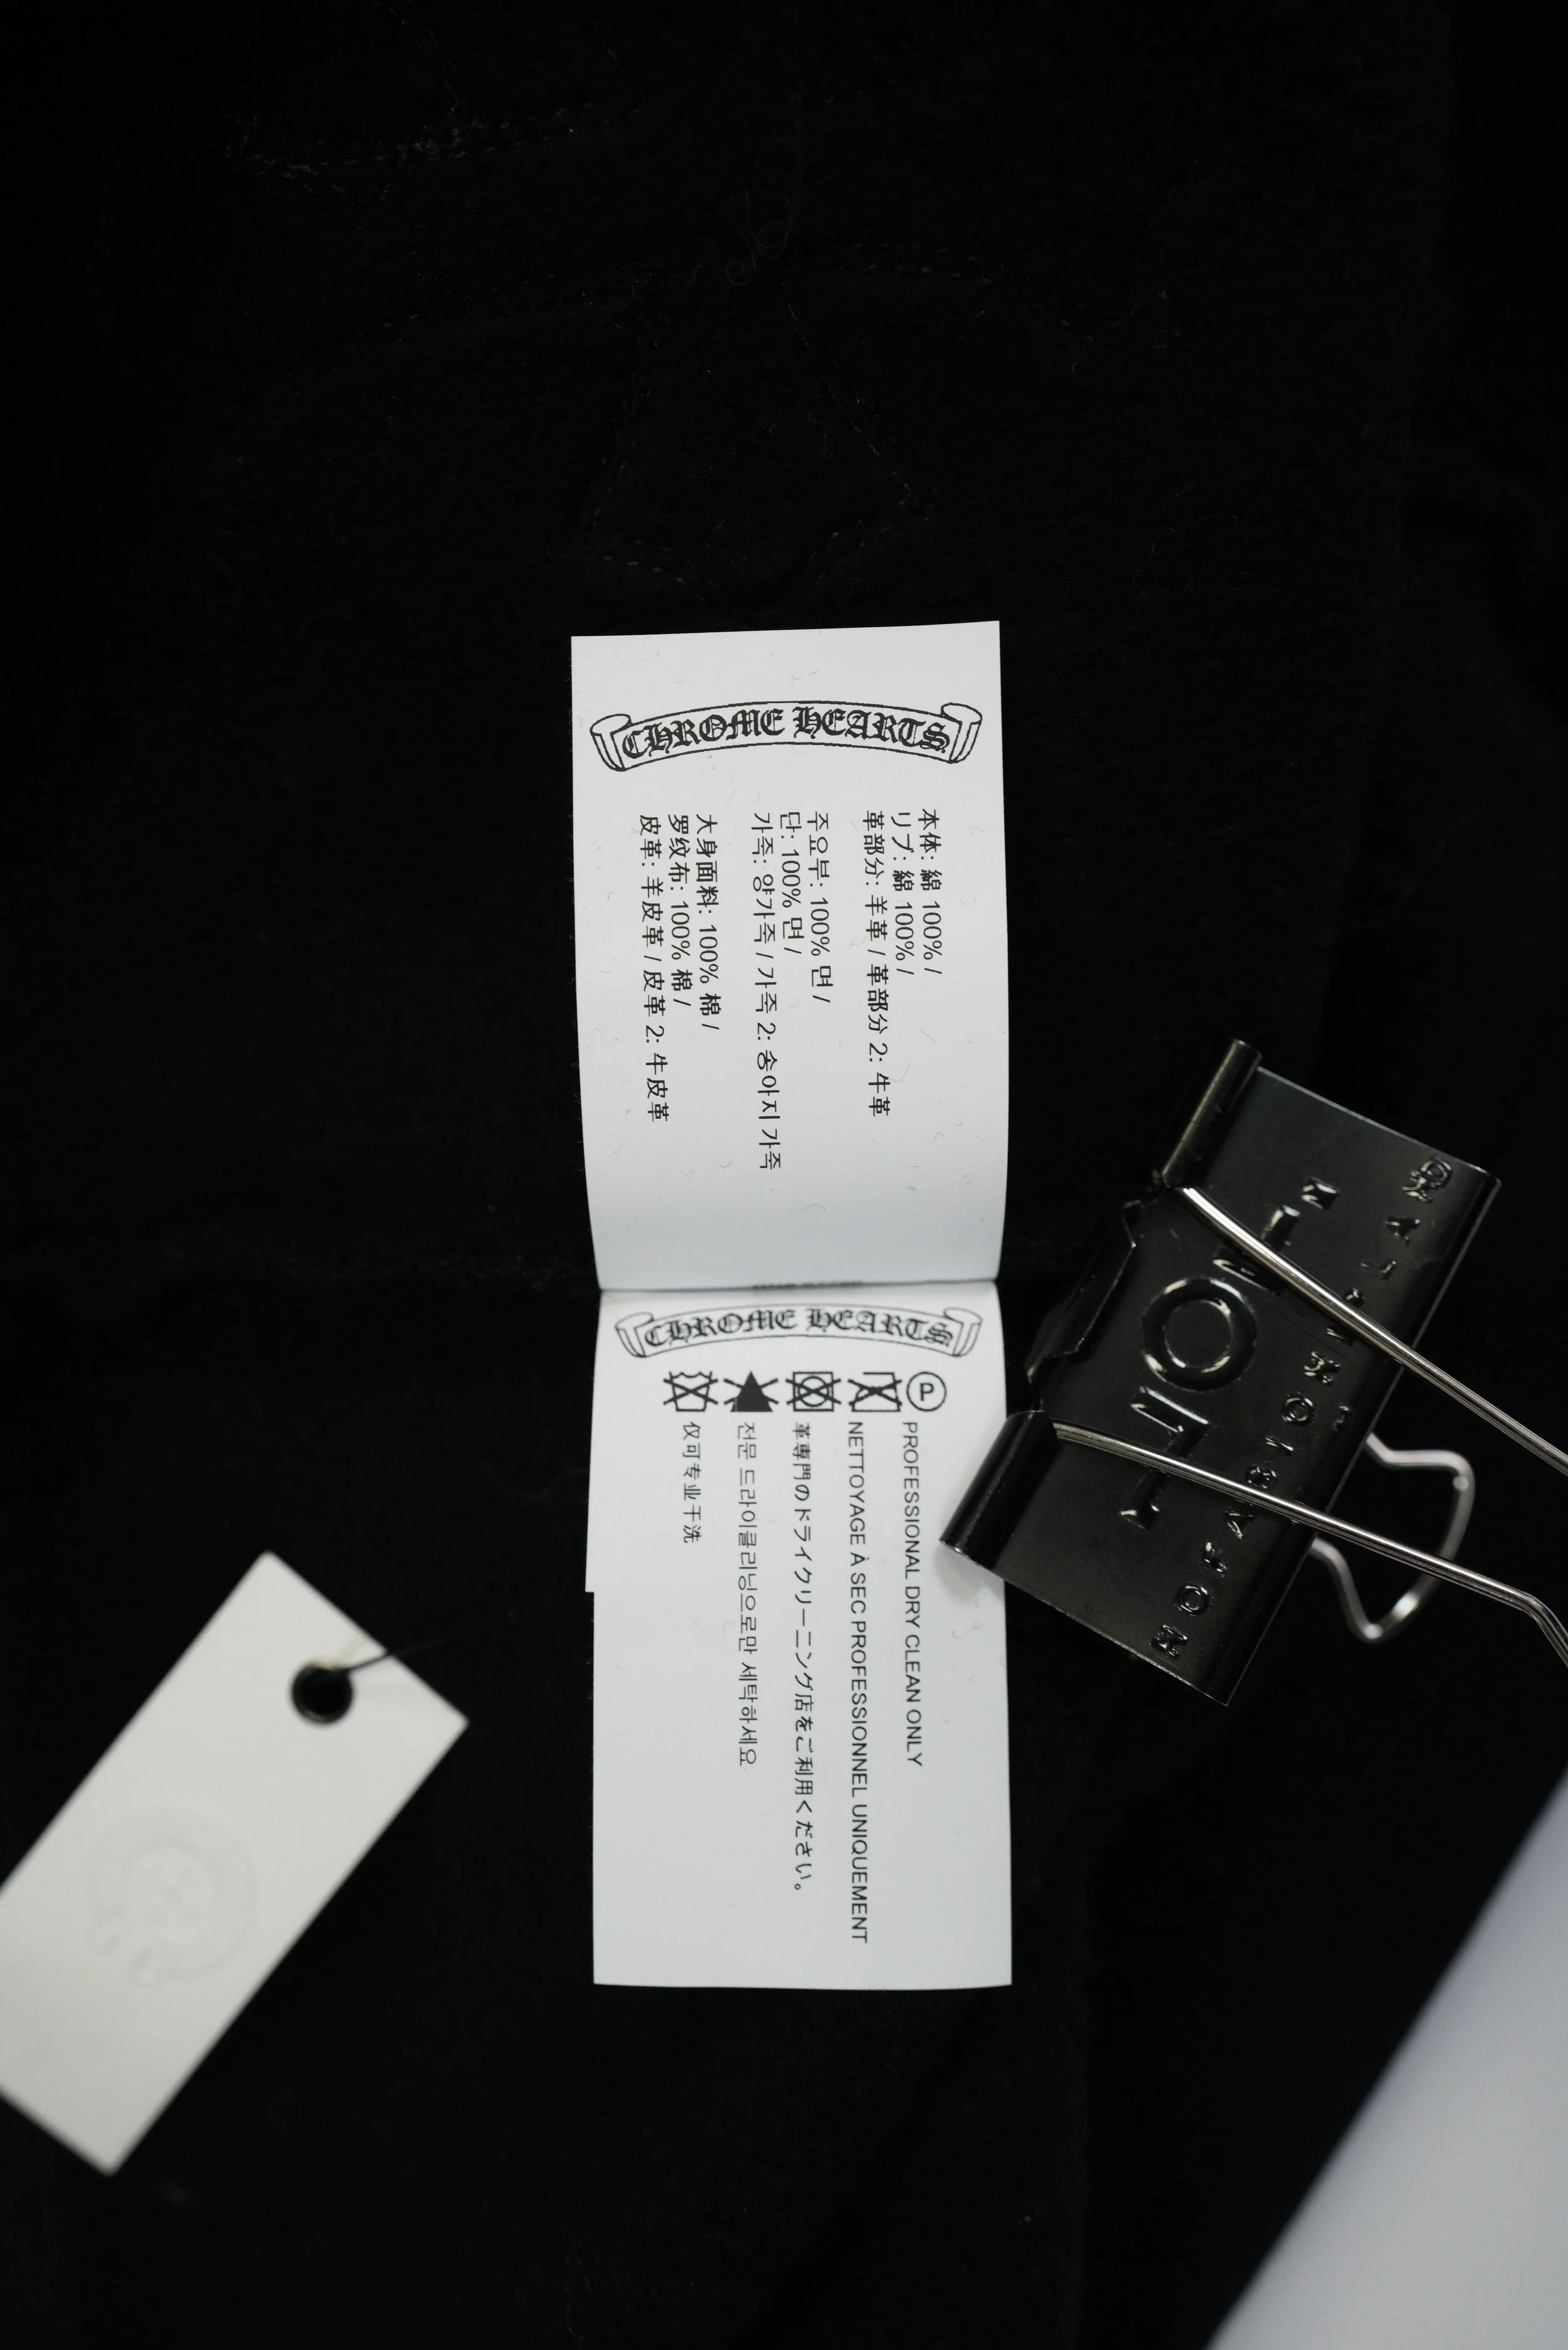 CHROME HEARTS
本体: 綿 100% /
リブ: 綿 100% /
革部分: 羊革 / 革部分 2: 牛革
주요부: 100% 면 /
단: 100% 면 /
가죽: 양가죽 / 가죽 2: 송아지 가죽
大身面料: 100% 棉 /
罗纹布: 100% 棉 /
皮革: 羊皮革 / 皮革 2: 牛皮革
CHROME HEARTS
P
PROFESSIONAL DRY CLEAN ONLY
NETTOYAGE À SEC PROFESSIONNEL UNIQUEMENT
革専門のドライクリーニング店をご利用ください。
전문 드라이클리닝으로만 세탁하세요
仅可专业干洗